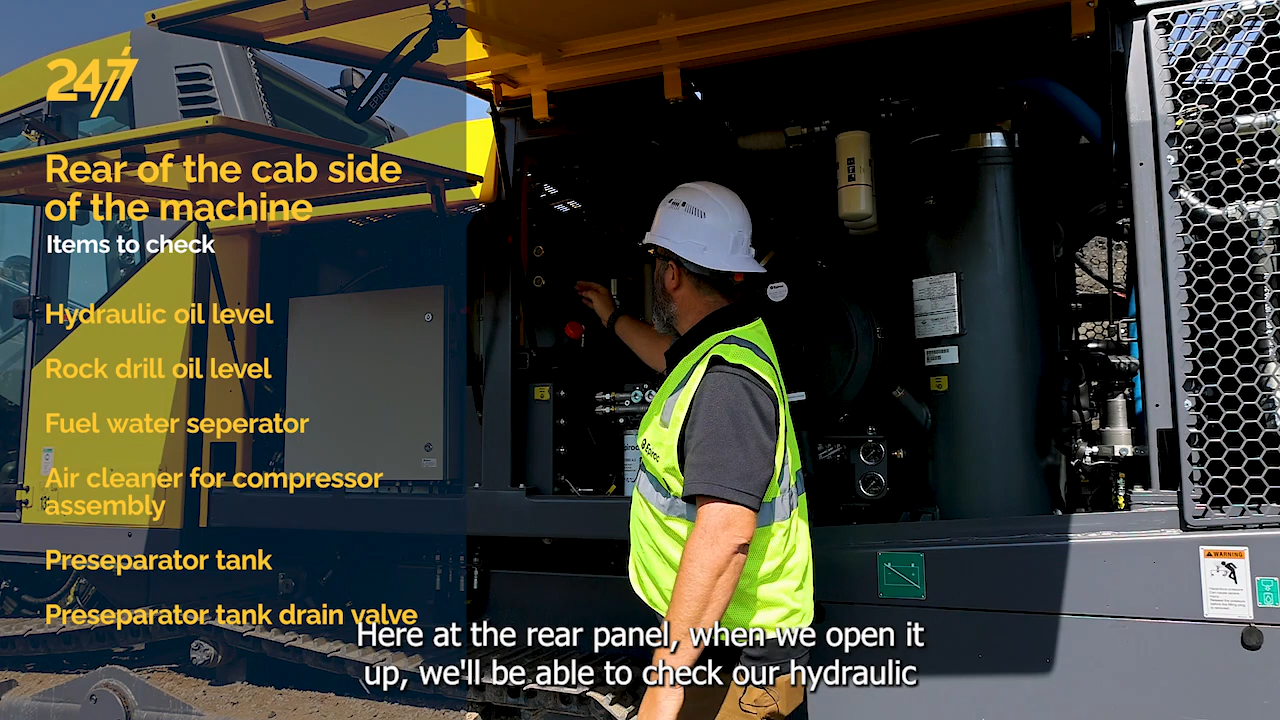 24/7
Rear of the cab side
of the machine
Items to check
Hydraulic oil level
Rock drill oil level
Fuel water seperator
Air cleaner for compressor
assembly
Preseparator tank
Preseparator tank drain valve
EPIROC
Epiroc
WARNING
Here at the rear panel, when we open it
up, we'll be able to check our hydraulic